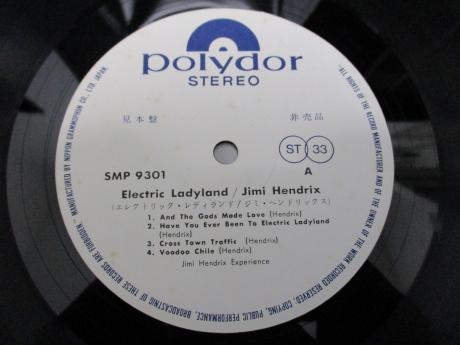 polydor
STEREO
見本盤
非売品
SMP 9301
ST 33
A
Electric Ladyland / Jimi Hendrix
(エレクトリック・レディランド/ジミ・ヘンドリックス)
1. And The Gods Made Love (Hendrix)
2. Have You Ever Been To Electric Ladyland
(Hendrix)
3. Cross Town Traffic (Hendrix)
4. Voodoo Chile (Hendrix)
Jimi Hendrix Experience
"ALL RIGHTS OF THE RECORD MANUFACTURER AND OF THE OWNER OF THE WORK RECORDED RESERVED. COPYING, PUBLIC PERFORMANCE, BROADCASTING OF THESE RECORDS ARE FORBIDDEN." MANUFACTURED BY NIPPON GRAMMOPHON CO., LTD. JAPAN.